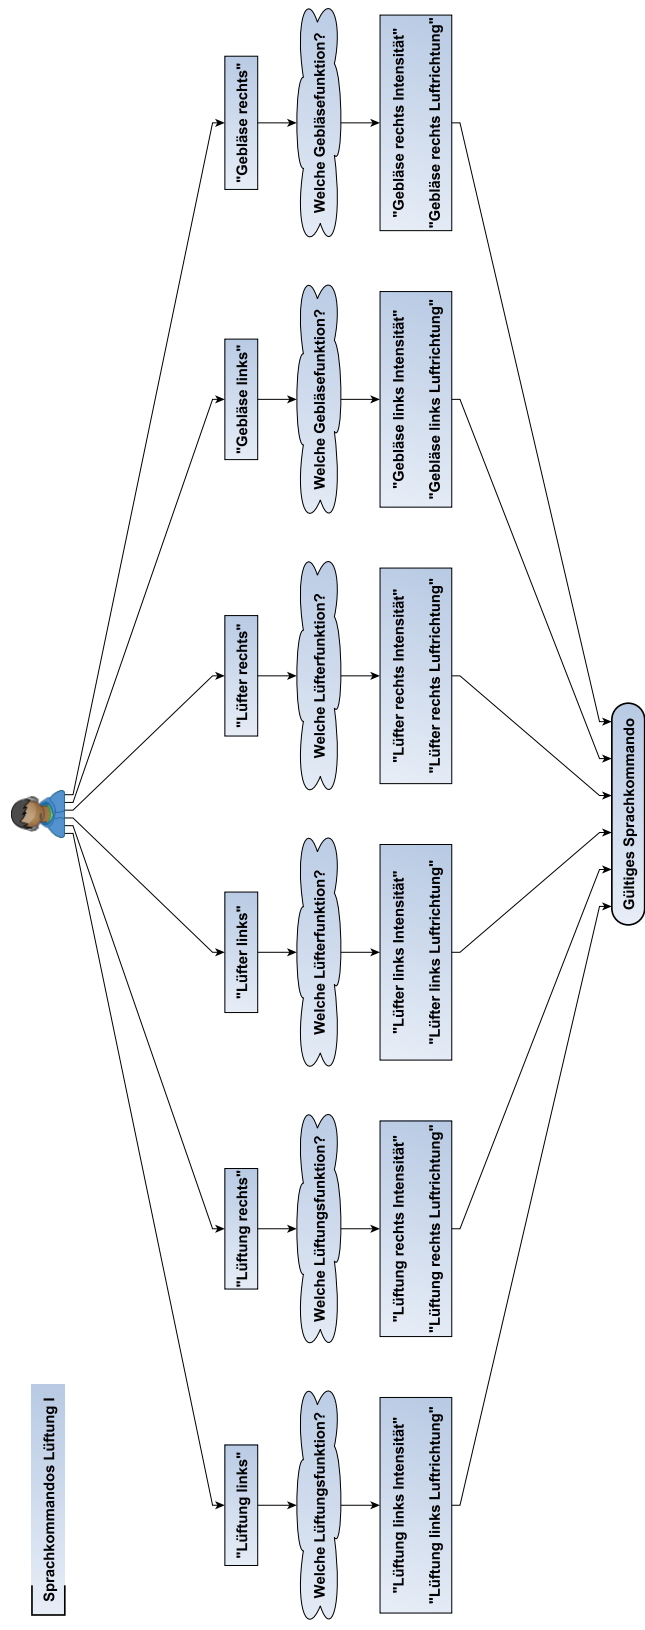 Sprachkommandos Lüftung I
"Lüftung links"
"Lüftung rechts"
"Lüfter links"
"Lüfter rechts"
"Gebläse links"
"Gebläse rechts"
Welche Lüftungsfunktion?
Welche Lüftungsfunktion?
Welche Lüfterfunktion?
Welche Lüfterfunktion?
Welche Gebläsefunktion?
Welche Gebläsefunktion?
"Lüftung links Intensität"
"Lüftung links Luftrichtung"
"Lüftung rechts Intensität"
"Lüftung rechts Luftrichtung"
"Lüfter links Intensität"
"Lüfter links Luftrichtung"
"Lüfter rechts Intensität"
"Lüfter rechts Luftrichtung"
"Gebläse links Intensität"
"Gebläse links Luftrichtung"
"Gebläse rechts Intensität"
"Gebläse rechts Luftrichtung"
Gültiges Sprachkommando